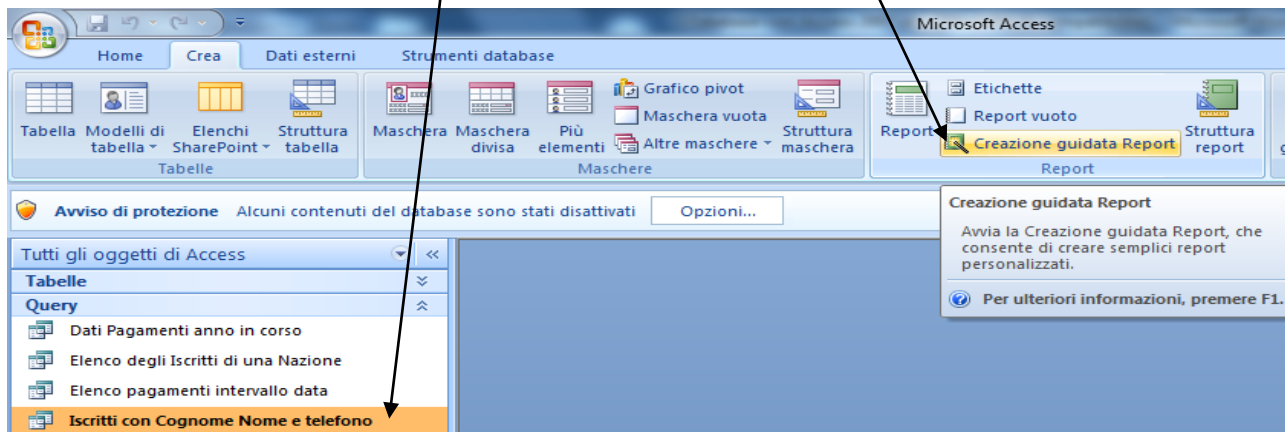 Microsoft Access
Home Crea Dati esterni Strumenti database
Tabella
Modelli di
tabella
Elenchi
SharePoint
Struttura
tabella
Tabelle
Maschera
Maschera
divisa
Più
elementi
Grafico pivot
Maschera vuota
Altre maschere
Struttura
maschera
Maschere
Report
Etichette
Report vuoto
Creazione guidata Report
Struttura
report
Report
Avviso di protezione Alcuni contenuti del database sono stati disattivati Opzioni...
Creazione guidata Report
Avvia la Creazione guidata Report, che
consente di creare semplici report
personalizzati.
Per ulteriori informazioni, premere F1.
Tutti gli oggetti di Access
Tabelle
Query
Dati Pagamenti anno in corso
Elenco degli Iscritti di una Nazione
Elenco pagamenti intervallo data
Iscritti con Cognome Nome e telefono